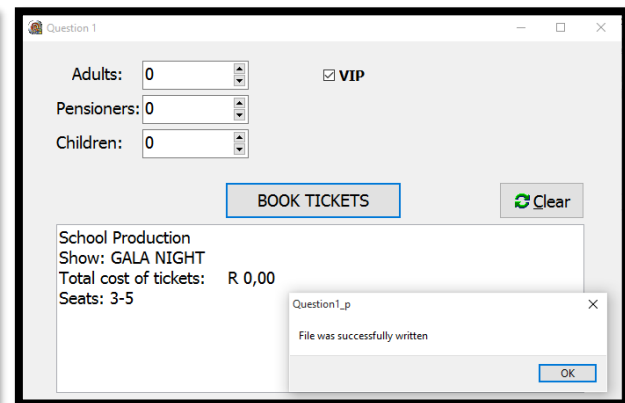 Question 1
Adults: 0
VIP
Pensioners: 0
Children: 0
BOOK TICKETS
Clear
School Production
Show: GALA NIGHT
Total cost of tickets: R 0,00
Seats: 3-5
Question1_p
File was successfully written
OK